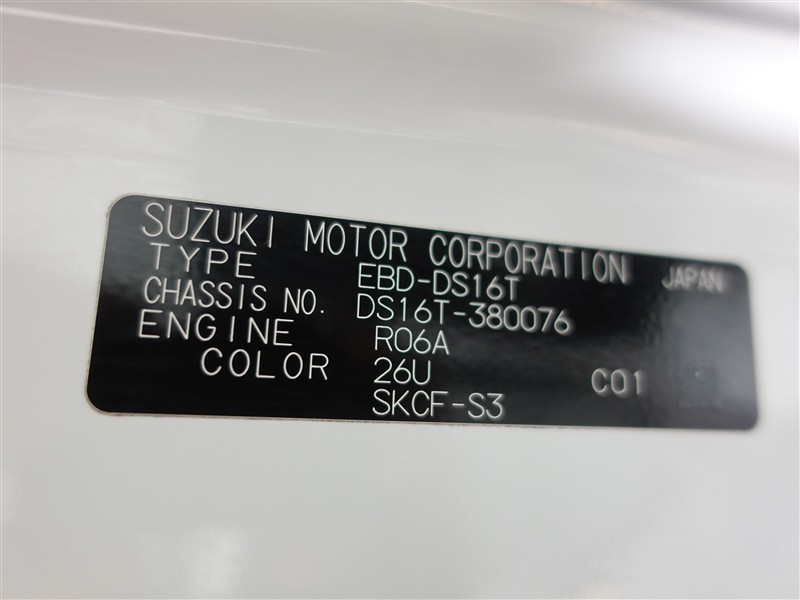 SUZUKI MOTOR CORPORATION JAPAN
TYPE EBD-DS16T
CHASSIS NO. DS16T-380076
ENGINE R06A
COLOR 26U C01
SKCF-S3